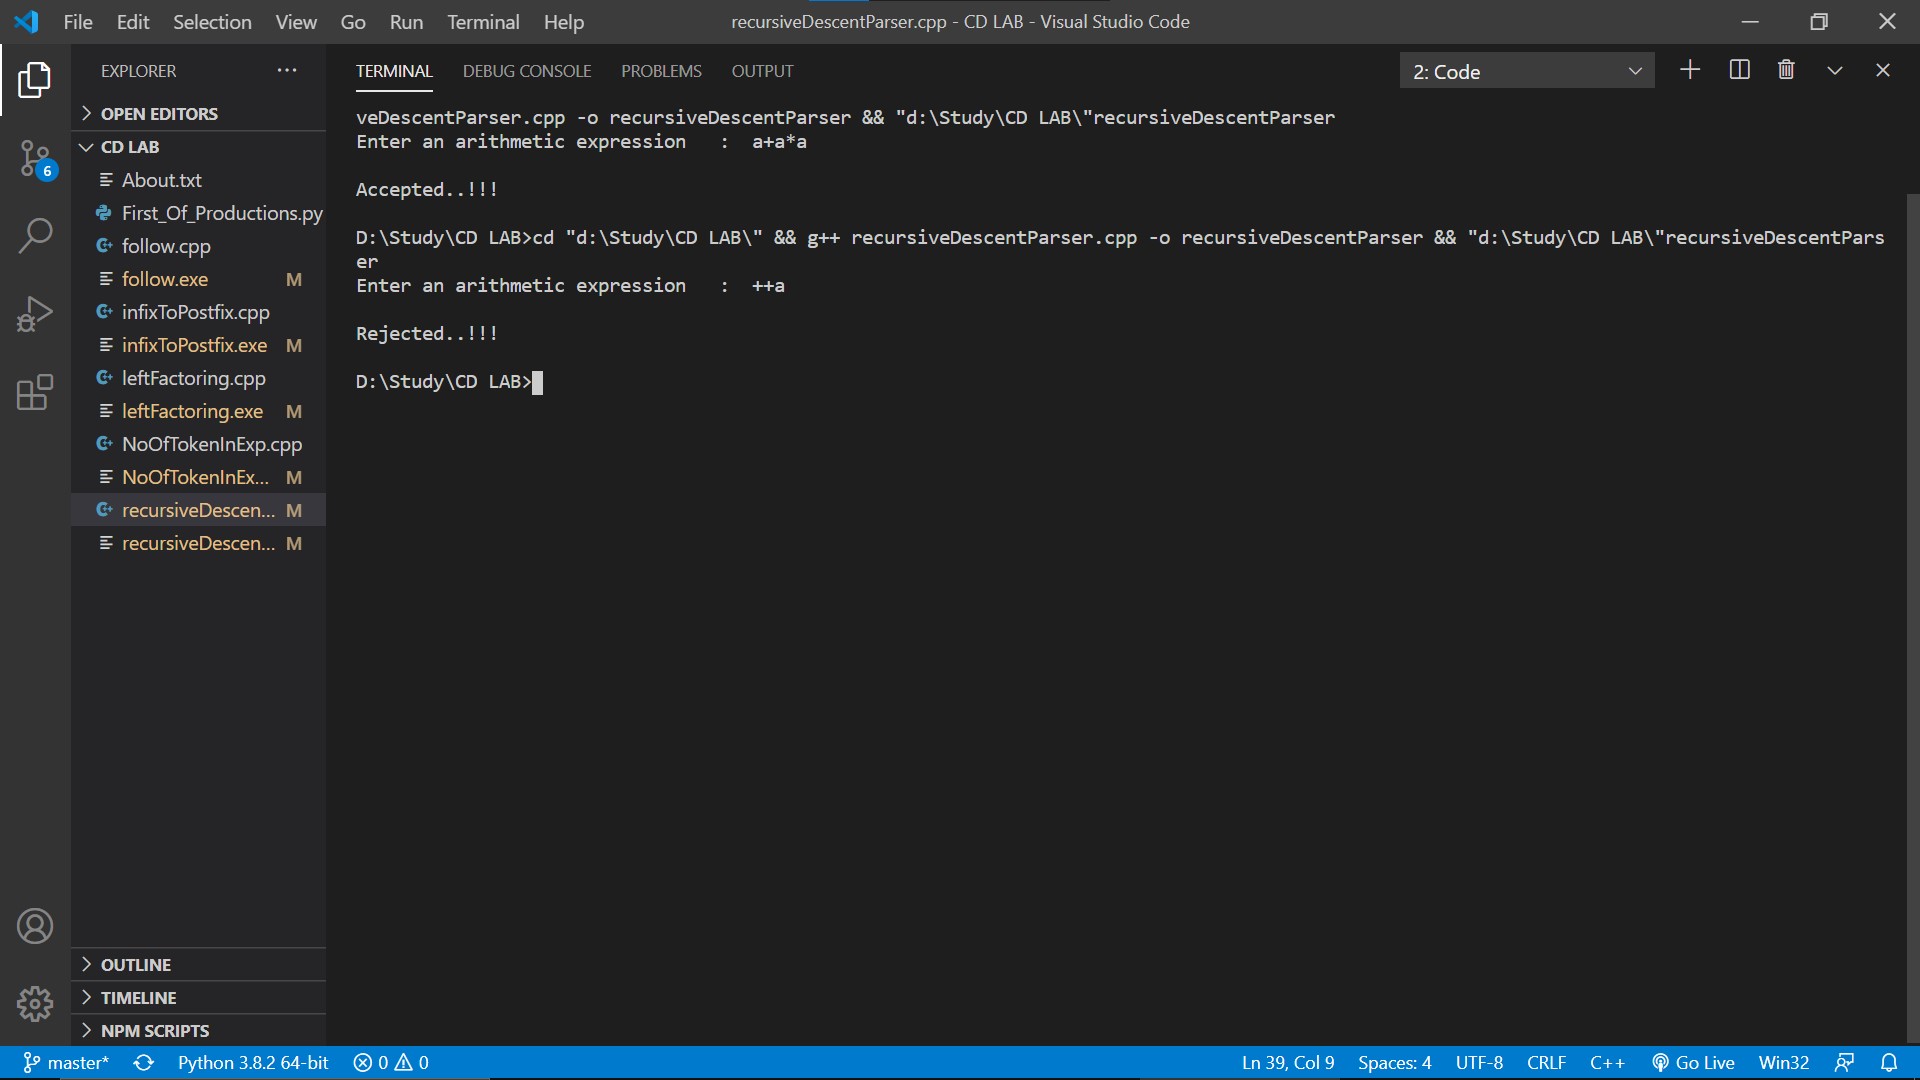 File Edit Selection View Go Run Terminal Help
recursiveDescentParser.cpp - CD LAB - Visual Studio Code
EXPLORER
OPEN EDITORS
CD LAB
About.txt
First_Of_Productions.py
follow.cpp
follow.exe M
infixToPostfix.cpp
infixToPostfix.exe M
leftFactoring.cpp
leftFactoring.exe M
NoOfTokenInExp.cpp
NoOfTokenInEx... M
recursiveDescen... M
recursiveDescen... M
OUTLINE
TIMELINE
NPM SCRIPTS
6
TERMINAL DEBUG CONSOLE PROBLEMS OUTPUT
2: Code
veDescentParser.cpp -o recursiveDescentParser && "d:\Study\CD LAB\"recursiveDescentParser
Enter an arithmetic expression : a+a*a
Accepted..!!!
D:\Study\CD LAB>cd "d:\Study\CD LAB\" && g++ recursiveDescentParser.cpp -o recursiveDescentParser && "d:\Study\CD LAB\"recursiveDescentPars
er
Enter an arithmetic expression : ++a
Rejected..!!!
D:\Study\CD LAB>
master* Python 3.8.2 64-bit 0 0 Ln 39, Col 9 Spaces: 4 UTF-8 CRLF C++ Go Live Win32